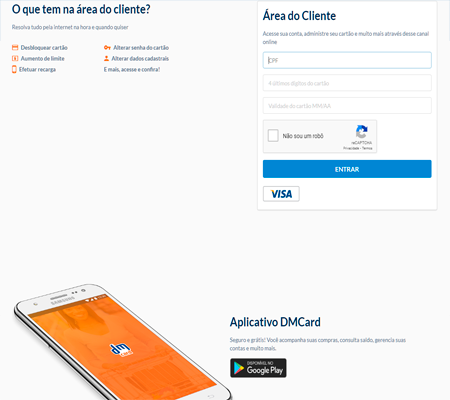 O que tem na área do cliente?
Resolva tudo pela internet na hora e quando quiser
Desbloquear cartão
Alterar senha do cartão
Aumento de limite
Alterar dados cadastrais
Efetuar recarga
E mais, acesse e confira!
Área do Cliente
Acesse sua conta, administre seu cartão e muito mais através desse canal
online
CPF
4 últimos dígitos do cartão
Validade do cartão MM/AA
Não sou um robô
reCAPTCHA
Privacidade - Termos
ENTRAR
VISA
SAMSUNG
dm
card
Aplicativo DMCard
Seguro e grátis! Você acompanha suas compras, consulta saldo, gerencia suas
contas e muito mais.
DISPONÍVEL NO
Google Play